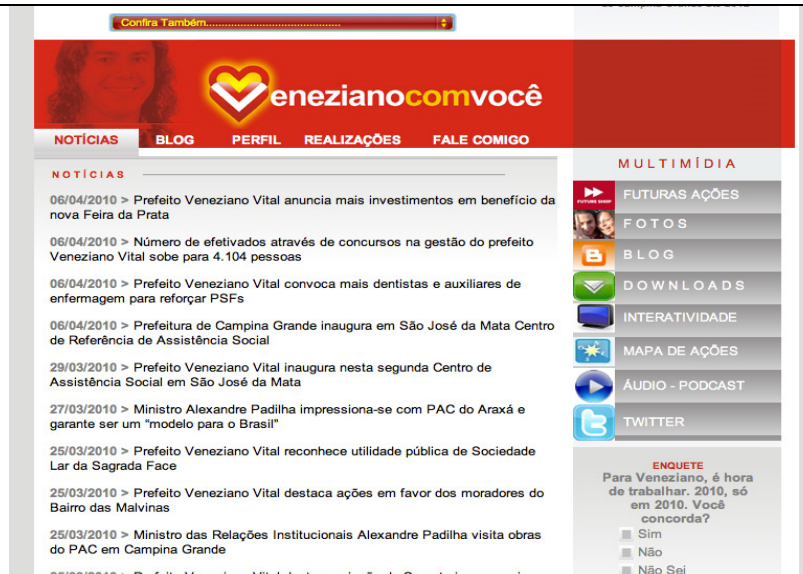 Confira Também.........................................
veneziano com você
NOTÍCIAS BLOG PERFIL REALIZAÇÕES FALE COMIGO
NOTÍCIAS
06/04/2010 > Prefeito Veneziano Vital anuncia mais investimentos em benefício da
nova Feira da Prata
06/04/2010 > Número de efetivados através de concursos na gestão do prefeito
Veneziano Vital sobe para 4.104 pessoas
06/04/2010 > Prefeito Veneziano Vital convoca mais dentistas e auxiliares de
enfermagem para reforçar PSFs
06/04/2010 > Prefeitura de Campina Grande inaugura em São José da Mata Centro
de Referência de Assistência Social
29/03/2010 > Prefeito Veneziano Vital inaugura nesta segunda Centro de
Assistência Social em São José da Mata
27/03/2010 > Ministro Alexandre Padilha impressiona-se com PAC do Araxá e
garante ser um “modelo para o Brasil”
25/03/2010 > Prefeito Veneziano Vital reconhece utilidade pública de Sociedade
Lar da Sagrada Face
25/03/2010 > Prefeito Veneziano Vital destaca ações em favor dos moradores do
Bairro das Malvinas
25/03/2010 > Ministro das Relações Institucionais Alexandre Padilha visita obras
do PAC em Campina Grande
MULTIMÍDIA
FUTURE SHOP
FUTURAS AÇÕES
FOTOS
BLOG
DOWNLOADS
INTERATIVIDADE
MAPA DE AÇÕES
ÁUDIO - PODCAST
TWITTER
ENQUETE
Para Veneziano, é hora
de trabalhar. 2010, só
em 2010. Você
concorda?
Sim
Não
Não Sei